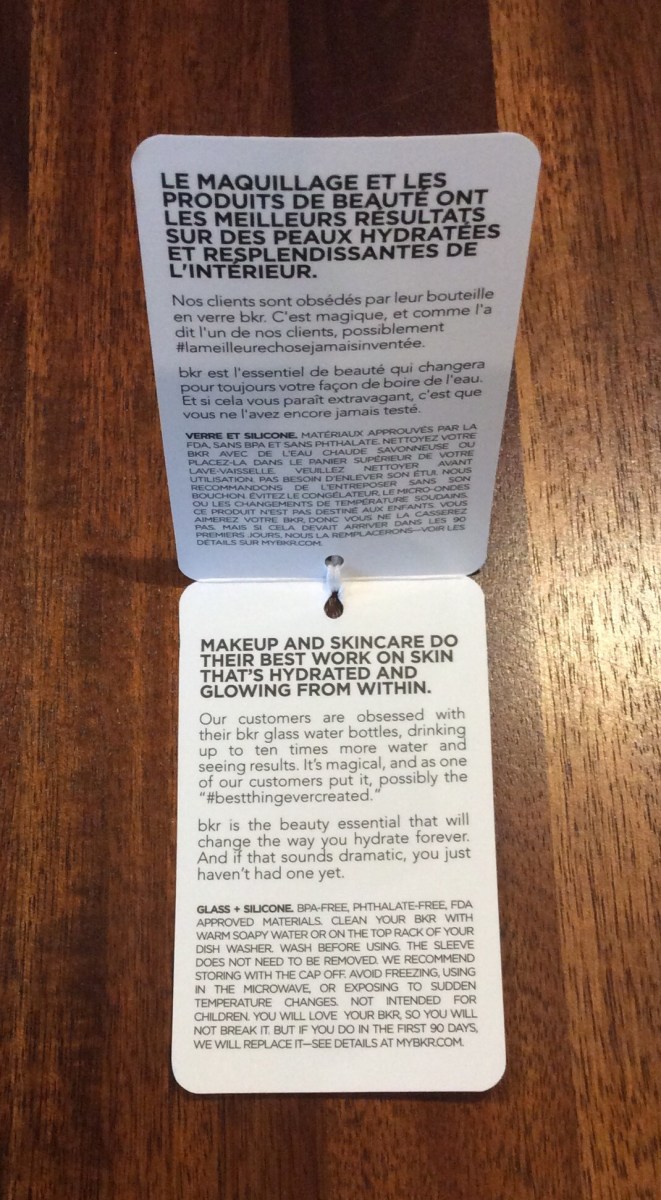 LE MAQUILLAGE ET LES
PRODUITS DE BEAUTÉ ONT
LES MEILLEURS RÉSULTATS
SUR DES PEAUX HYDRATÉES
ET RESPLENDISSANTES DE
L'INTÉRIEUR.
Nos clients sont obsédés par leur bouteille
en verre bkr. C'est magique, et comme l'a
dit l'un de nos clients, possiblement
#lameilleurechosejamaisinventée.
bkr est l'essentiel de beauté qui changera
pour toujours votre façon de boire de l'eau.
Et si cela vous paraît extravagant, c'est que
vous ne l'avez encore jamais testé.
VERRE ET SILICONE. MATÉRIAUX APPROUVÉS PAR LA
FDA, SANS BPA ET SANS PHTHALATE. NETTOYEZ VOTRE
BKR AVEC DE L'EAU CHAUDE SAVONNEUSE OU
PLACEZ-LA DANS LE PANIER SUPÉRIEUR DE VOTRE
LAVE-VAISSELLE. VEUILLEZ NETTOYER AVANT
UTILISATION. PAS BESOIN D'ENLEVER SON ÉTUI. NOUS
RECOMMANDONS DE L'ENTREPOSER SANS SON
BOUCHON. ÉVITEZ LE CONGÉLATEUR, LE MICRO-ONDES
OU LES CHANGEMENTS DE TEMPÉRATURE SOUDAINS.
CE PRODUIT N'EST PAS DESTINÉ AUX ENFANTS. VOUS
AIMEREZ VOTRE BKR, DONC VOUS NE LA CASSEREZ
PAS. MAIS SI CELA DEVAIT ARRIVER DANS LES 90
PREMIERS JOURS, NOUS LA REMPLACERONS—VOIR LES
DÉTAILS SUR MYBKR.COM.
MAKEUP AND SKINCARE DO
THEIR BEST WORK ON SKIN
THAT'S HYDRATED AND
GLOWING FROM WITHIN.
Our customers are obsessed with
their bkr glass water bottles, drinking
up to ten times more water and
seeing results. It's magical, and as one
of our customers put it, possibly the
"#bestthingevercreated."
bkr is the beauty essential that will
change the way you hydrate forever.
And if that sounds dramatic, you just
haven't had one yet.
GLASS + SILICONE. BPA-FREE, PHTHALATE-FREE, FDA
APPROVED MATERIALS. CLEAN YOUR BKR WITH
WARM SOAPY WATER OR ON THE TOP RACK OF YOUR
DISH WASHER. WASH BEFORE USING. THE SLEEVE
DOES NOT NEED TO BE REMOVED. WE RECOMMEND
STORING WITH THE CAP OFF. AVOID FREEZING, USING
IN THE MICROWAVE, OR EXPOSING TO SUDDEN
TEMPERATURE CHANGES. NOT INTENDED FOR
CHILDREN. YOU WILL LOVE YOUR BKR, SO YOU WILL
NOT BREAK IT. BUT IF YOU DO IN THE FIRST 90 DAYS,
WE WILL REPLACE IT—SEE DETAILS AT MYBKR.COM.